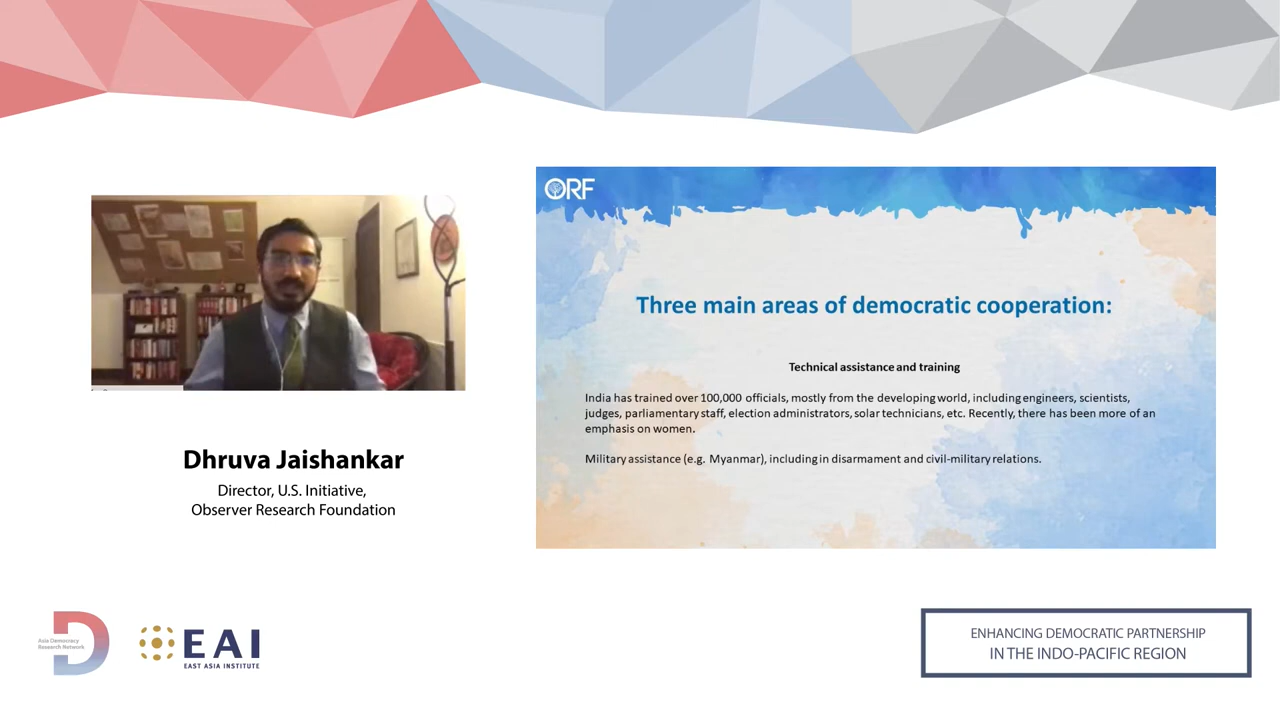 ORF
Three main areas of democratic cooperation:
Technical assistance and training
India has trained over 100,000 officials, mostly from the developing world, including engineers, scientists,
judges, parliamentary staff, election administrators, solar technicians, etc. Recently, there has been more of an
emphasis on women.
Military assistance (e.g. Myanmar), including in disarmament and civil-military relations.
Dhruva Jaishankar
Director, U.S. Initiative,
Observer Research Foundation
Asia Democracy
Research Network
D
EAI
EAST ASIA INSTITUTE
ENHANCING DEMOCRATIC PARTNERSHIP
IN THE INDO-PACIFIC REGION